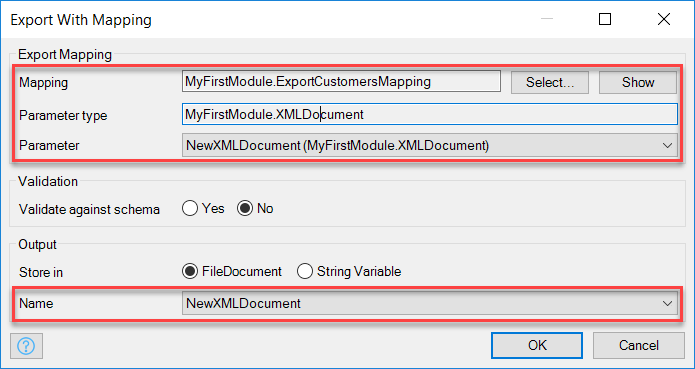 Export With Mapping
Export Mapping
Mapping MyFirstModule.ExportCustomersMapping Select... Show
Parameter type MyFirstModule.XMLDocument
Parameter NewXMLDocument (MyFirstModule.XMLDocument)
Validation
Validate against schema Yes No
Output
Store in FileDocument String Variable
Name NewXMLDocument
? OK Cancel